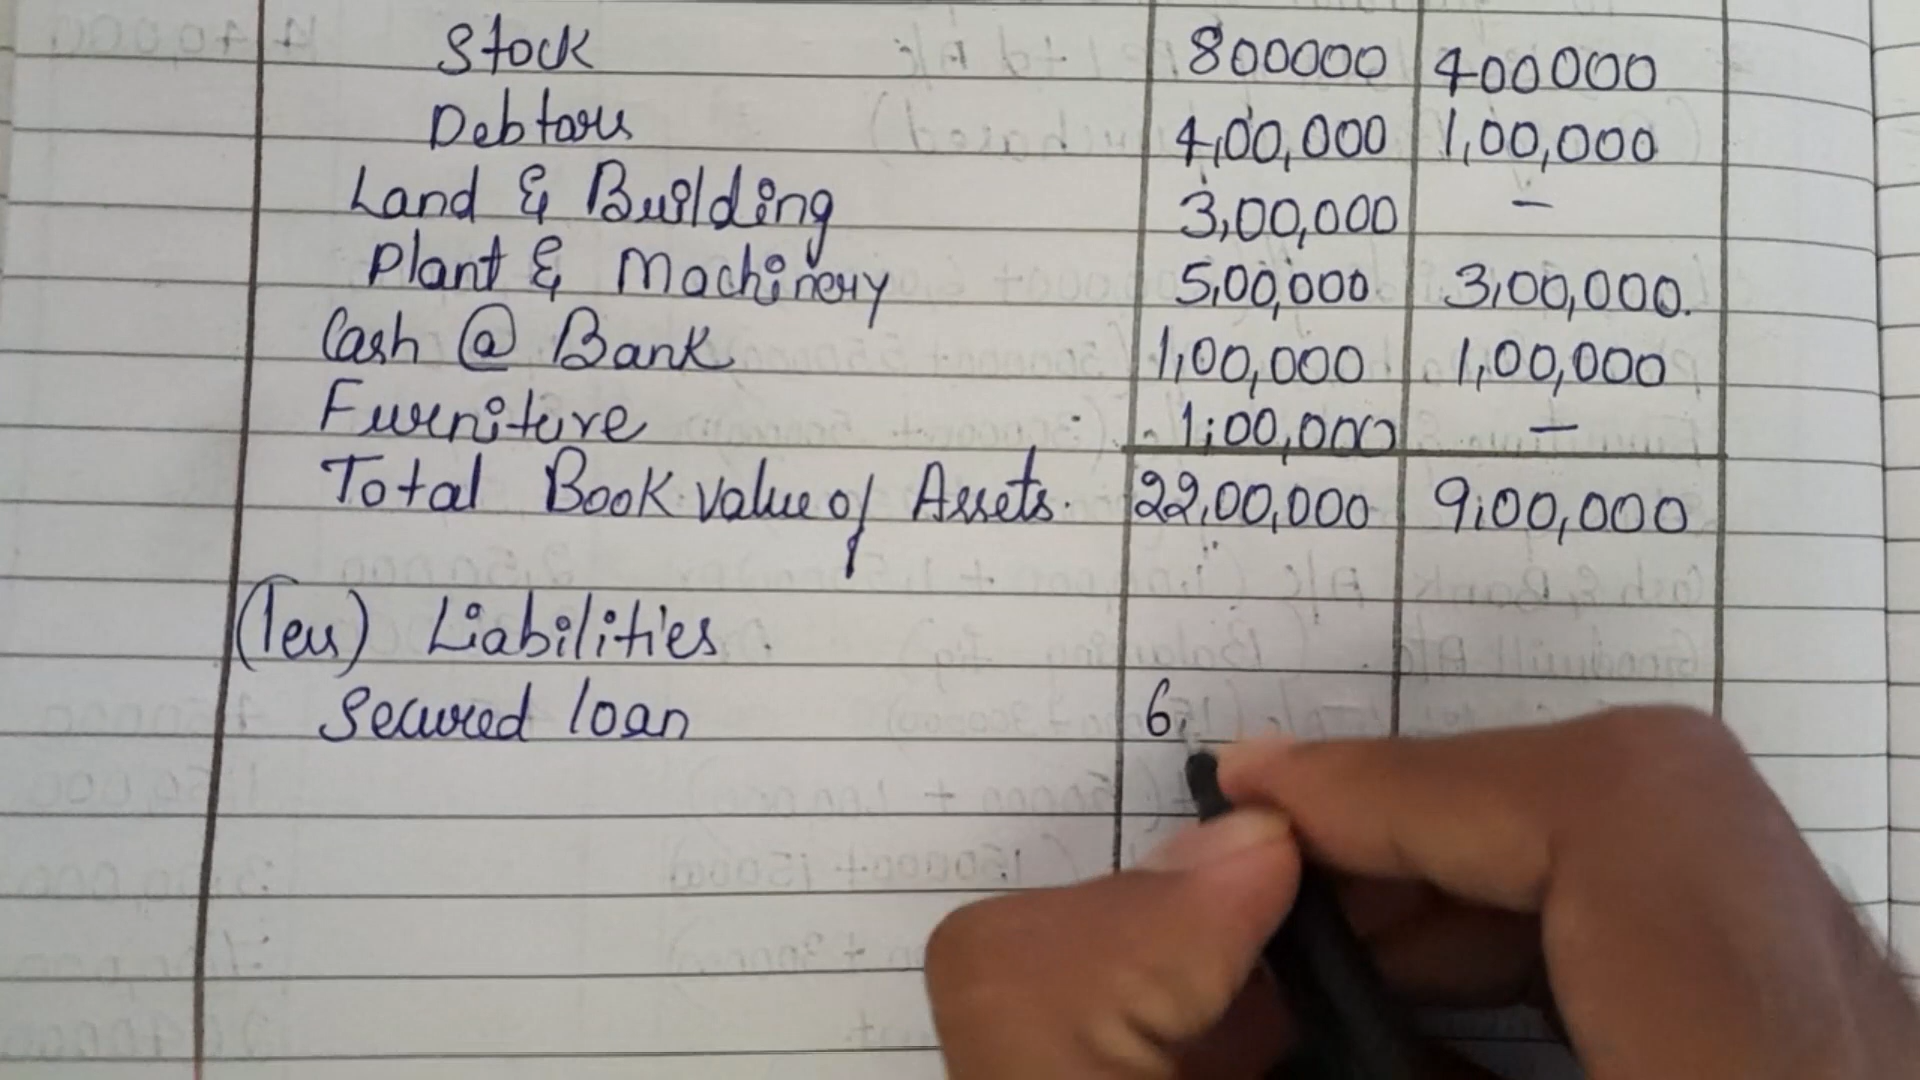 Stock 800000 400000
Debtors 4,00,000 1,00,000
Land & Building 3,00,000 –
Plant & Machinery 5,00,000 3,00,000.
Cash @ Bank 1,00,000 1,00,000
Furniture 1,00,000 –
Total Book value of Assets. 22,00,000 9,00,000
(less) Liabilities
Secured loan 6,